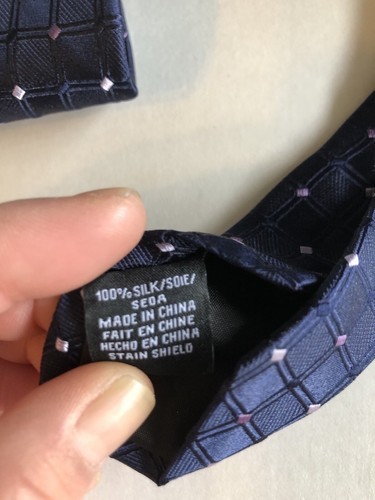 100% SILK/SOIE/
SEDA
MADE IN CHINA
FAIT EN CHINE
HECHO EN CHINA
STAIN SHIELD